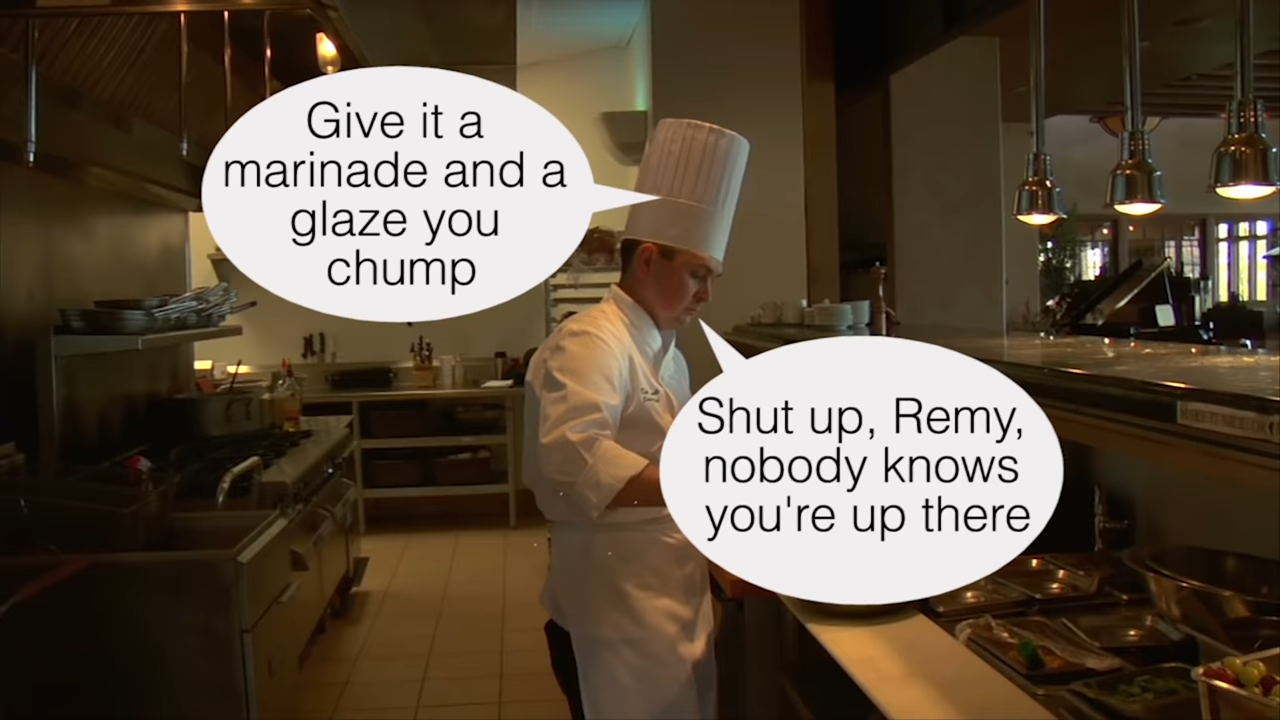 Give it a
marinade and a
glaze you
chump
Shut up, Remy,
nobody knows
you're up there